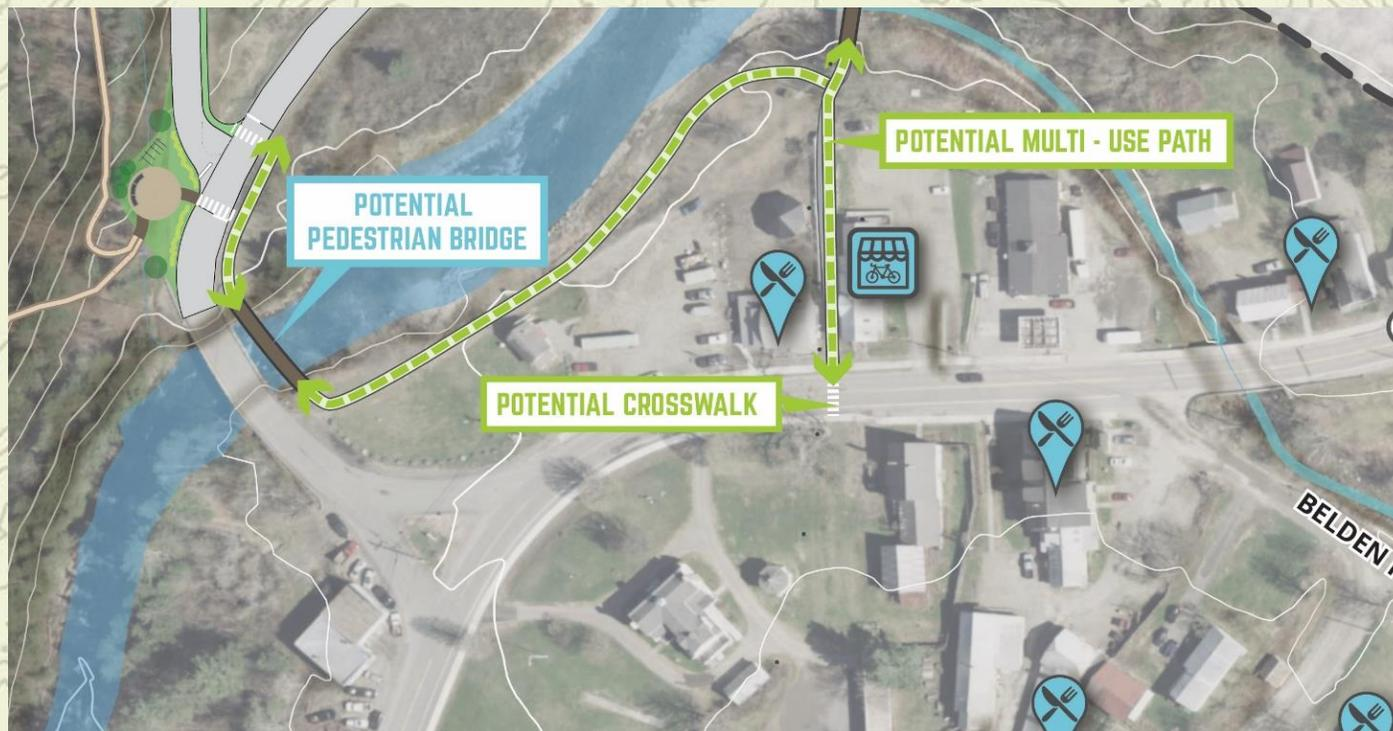 POTENTIAL MULTI - USE PATH
POTENTIAL
PEDESTRIAN BRIDGE
POTENTIAL CROSSWALK
BELDEN